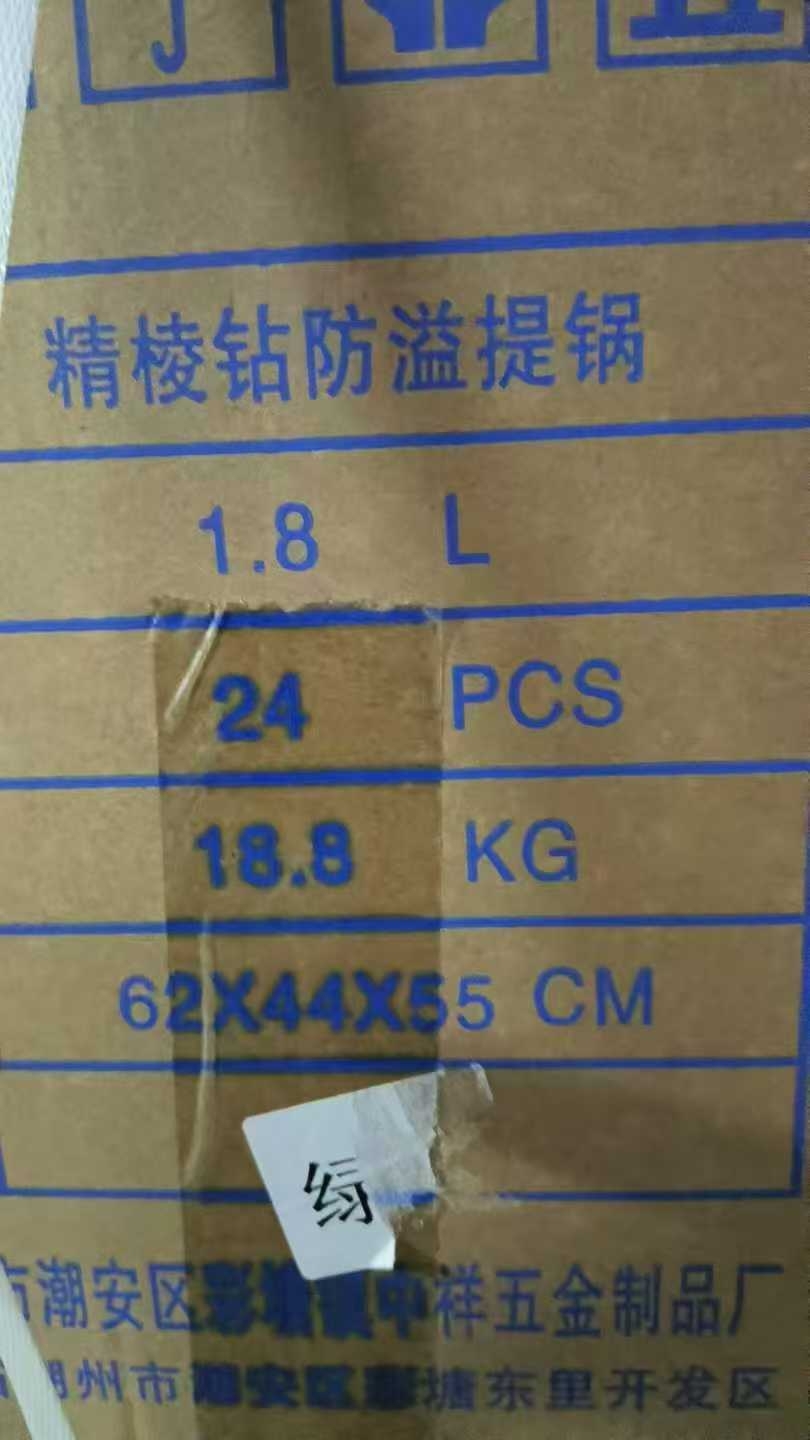 精棱钻防溢提锅
1.8 L
24 PCS
18.8 KG
62X44X55 CM
市潮安区彩塘镇中祥五金制品厂
潮州市潮安区彩塘东里开发区